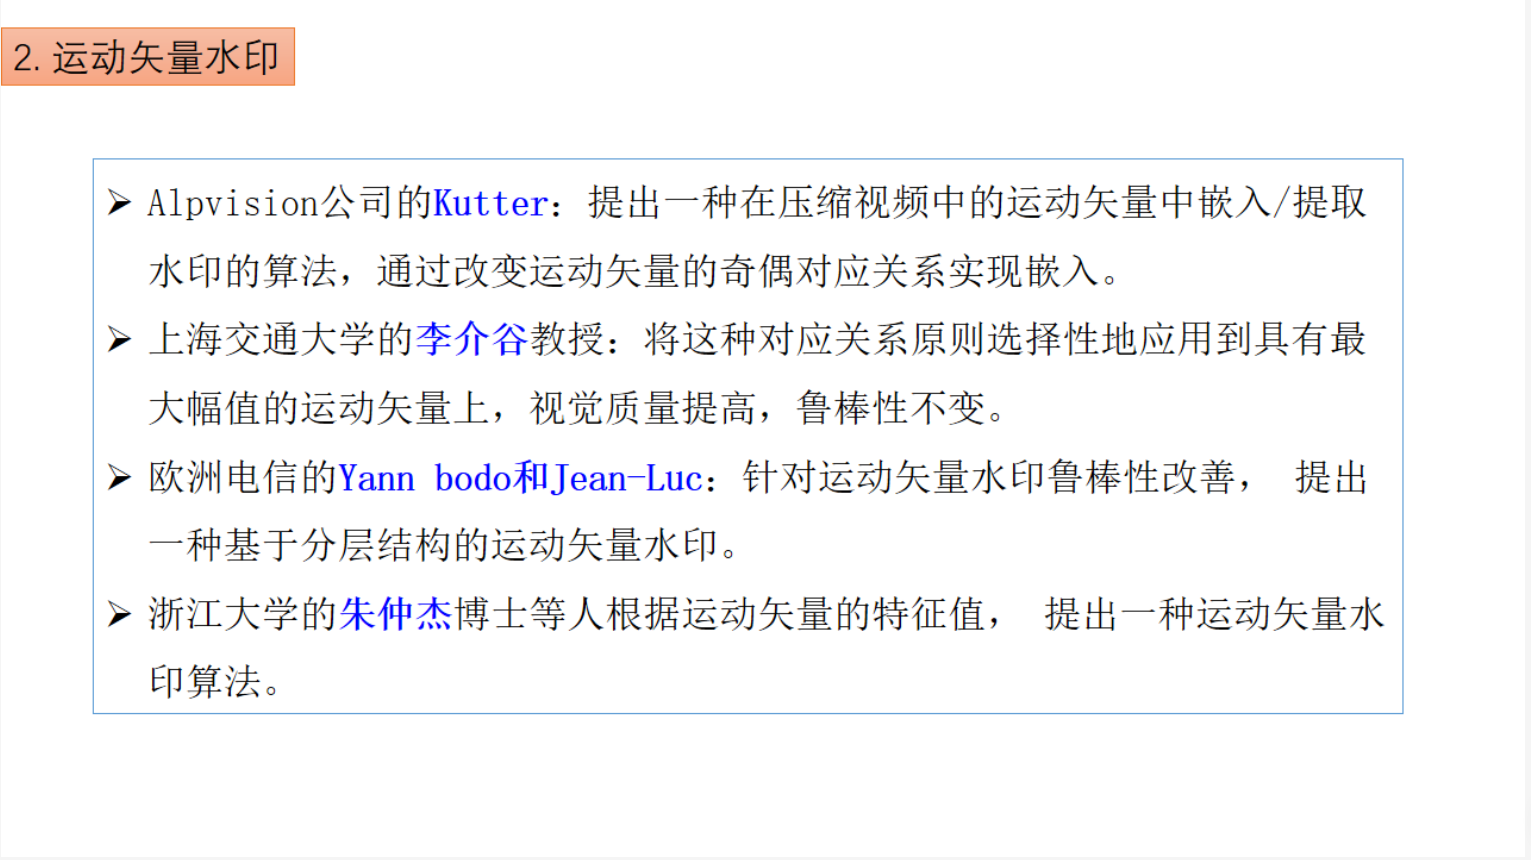 2. 运动矢量水印
➢ Alpvision公司的Kutter：提出一种在压缩视频中的运动矢量中嵌入/提取
水印的算法，通过改变运动矢量的奇偶对应关系实现嵌入。
➢ 上海交通大学的李介谷教授：将这种对应关系原则选择性地应用到具有最
大幅值的运动矢量上，视觉质量提高，鲁棒性不变。
➢ 欧洲电信的Yann bodo和Jean-Luc：针对运动矢量水印鲁棒性改善， 提出
一种基于分层结构的运动矢量水印。
➢ 浙江大学的朱仲杰博士等人根据运动矢量的特征值， 提出一种运动矢量水
印算法。